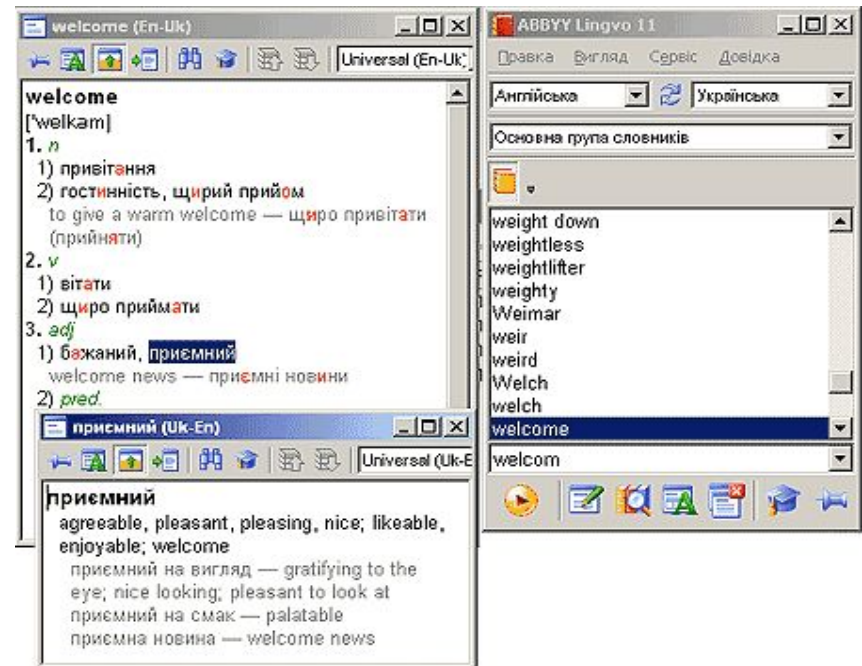 welcome (En-Uk)
Universal (En-Uk)
welcome
['welkəm]
1. n
1) привітання
2) гостинність, щирий прийом
to give a warm welcome — щиро привітати
(прийняти)
2. v
1) вітати
2) щиро приймати
3. adj
1) бажаний, приємний
welcome news — приємні новини
2) pred.
приємний (Uk-En)
Universal (Uk-E
приємний
agreeable, pleasant, pleasing, nice; likeable,
enjoyable; welcome
приємний на вигляд — gratifying to the
eye; nice looking; pleasant to look at
приємний на смак — palatable
приємна новина — welcome news
ABBYY Lingvo 11
Правка Вигляд Сервіс Довідка
Англійська Українська
Основна група словників
weight down
weightless
weightlifter
weighty
Weimar
weir
weird
Welch
welch
welcome
welcom